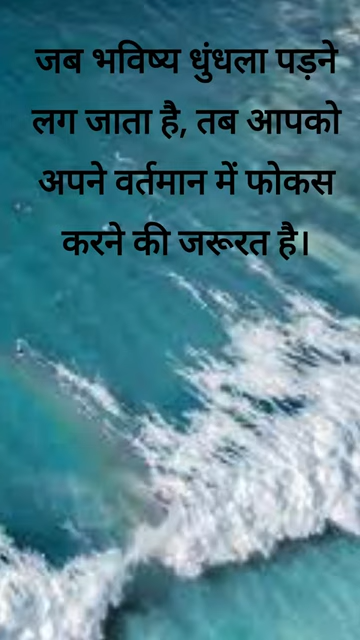 जब भविष्य धुंधला पड़ने
लग जाता है, तब आपको
अपने वर्तमान में फोकस
करने की जरूरत है।